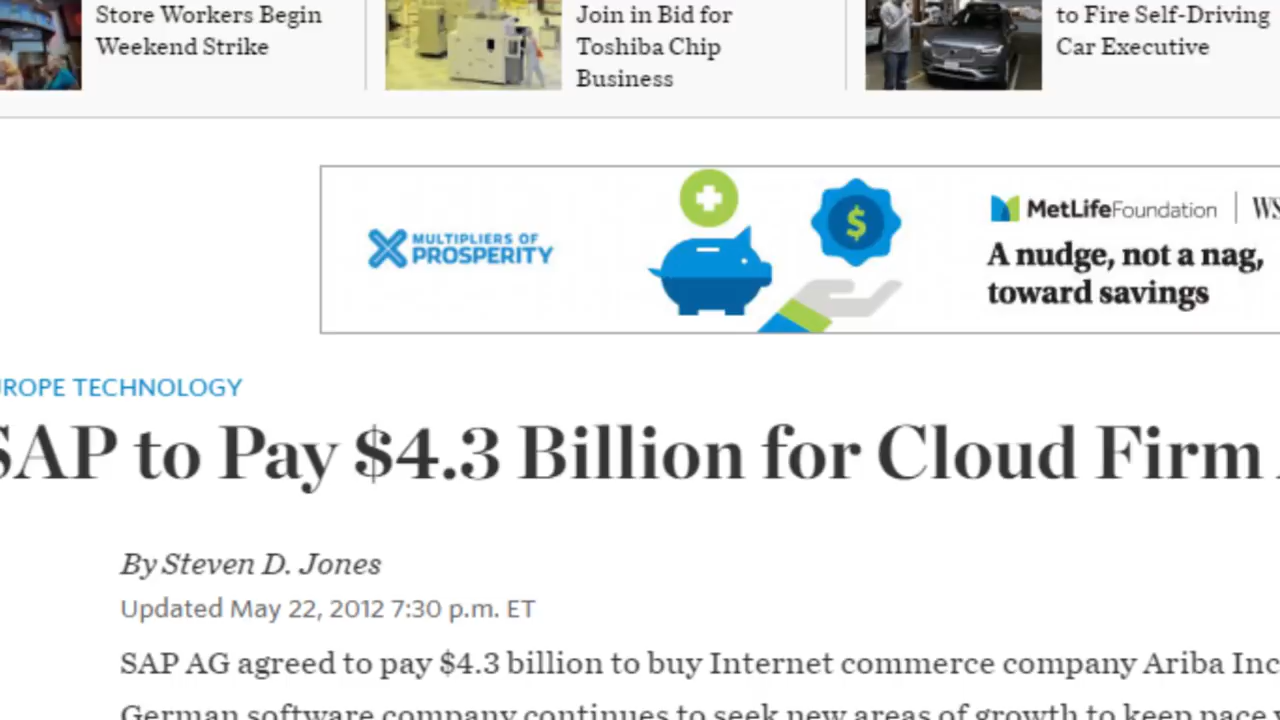 Store Workers Begin
Weekend Strike
Join in Bid for
Toshiba Chip
Business
to Fire Self-Driving
Car Executive
MULTIPLIERS OF
PROSPERITY
$
MetLifeFoundation | WS
A nudge, not a nag,
toward savings
UROPE TECHNOLOGY
SAP to Pay $4.3 Billion for Cloud Firm
By Steven D. Jones
Updated May 22, 2012 7:30 p.m. ET
SAP AG agreed to pay $4.3 billion to buy Internet commerce company Ariba Inc
German software company continues to seek new areas of growth to keep pace